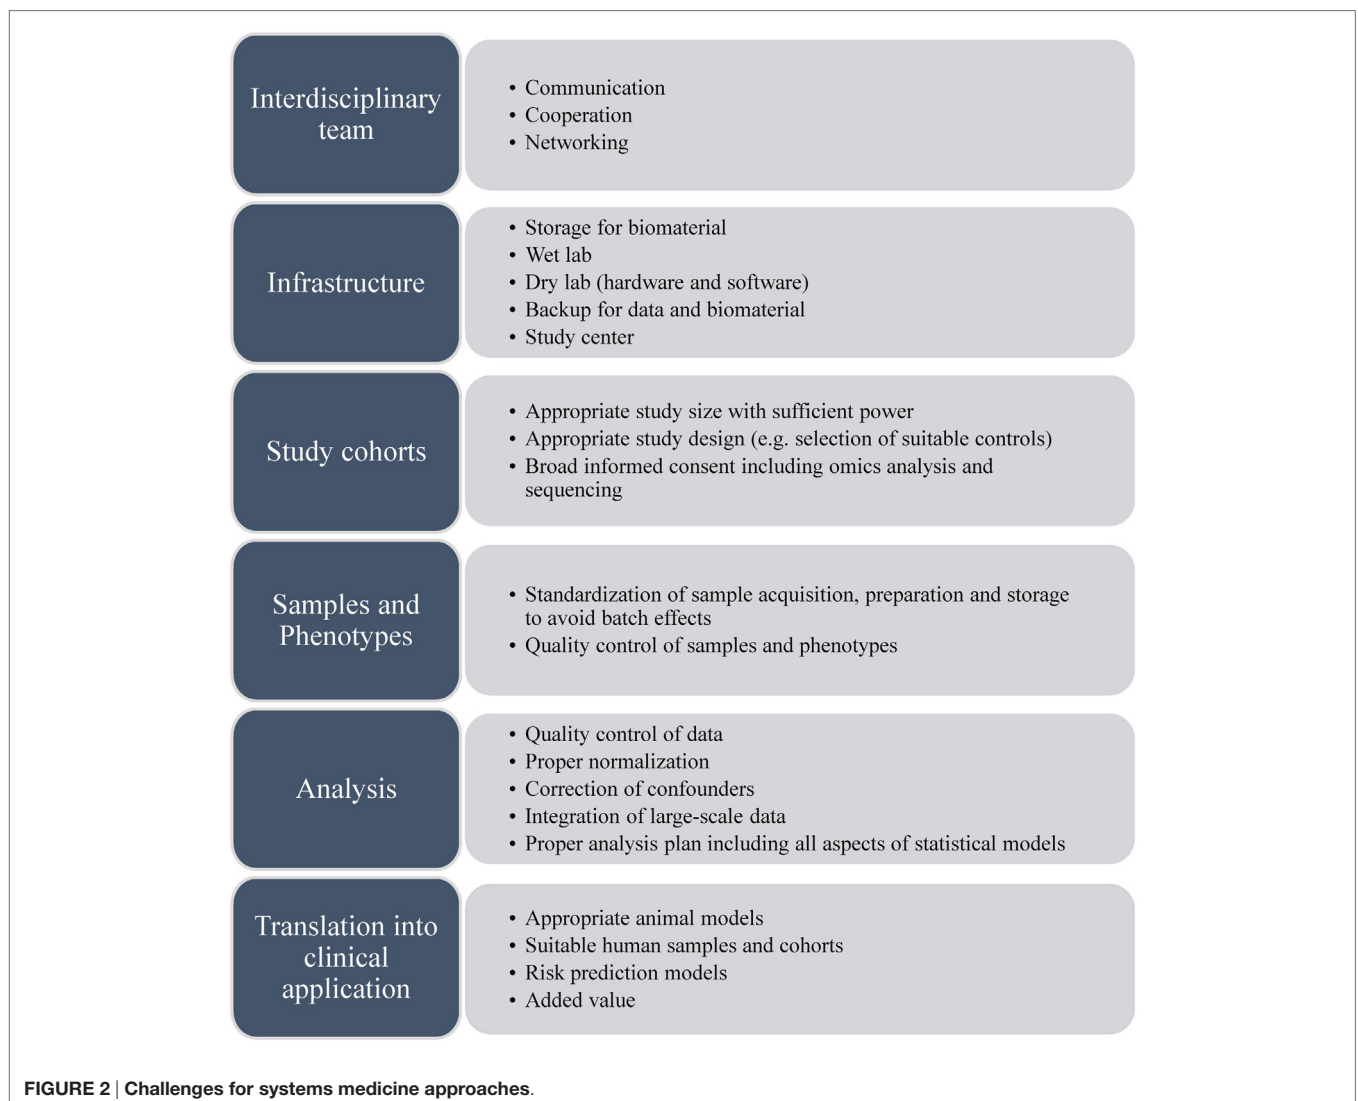 Interdisciplinary
team
• Communication
• Cooperation
• Networking
Infrastructure
• Storage for biomaterial
• Wet lab
• Dry lab (hardware and software)
• Backup for data and biomaterial
• Study center
Study cohorts
• Appropriate study size with sufficient power
• Appropriate study design (e.g. selection of suitable controls)
• Broad informed consent including omics analysis and
sequencing
Samples and
Phenotypes
• Standardization of sample acquisition, preparation and storage
to avoid batch effects
• Quality control of samples and phenotypes
Analysis
• Quality control of data
• Proper normalization
• Correction of confounders
• Integration of large-scale data
• Proper analysis plan including all aspects of statistical models
Translation into
clinical
application
• Appropriate animal models
• Suitable human samples and cohorts
• Risk prediction models
• Added value
FIGURE 2 | Challenges for systems medicine approaches.